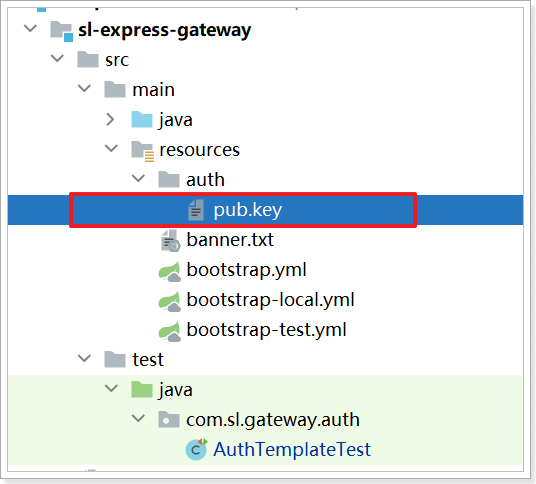 sl-express-gateway
src
main
java
resources
auth
pub.key
banner.txt
bootstrap.yml
bootstrap-local.yml
bootstrap-test.yml
test
java
com.sl.gateway.auth
AuthTemplateTest